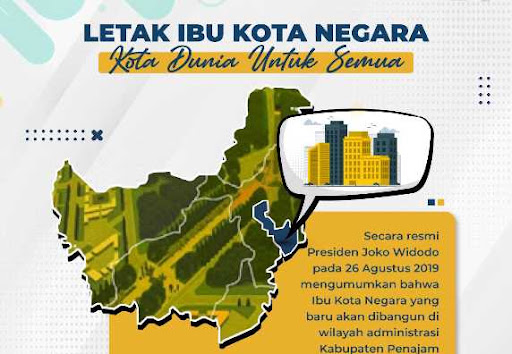 LETAK IBU KOTA NEGARA
Kota Dunia Untuk Semua
Secara resmi
Presiden Joko Widodo
pada 26 Agustus 2019
mengumumkan bahwa
Ibu Kota Negara yang
baru akan dibangun di
wilayah administrasi
Kabupaten Penajam